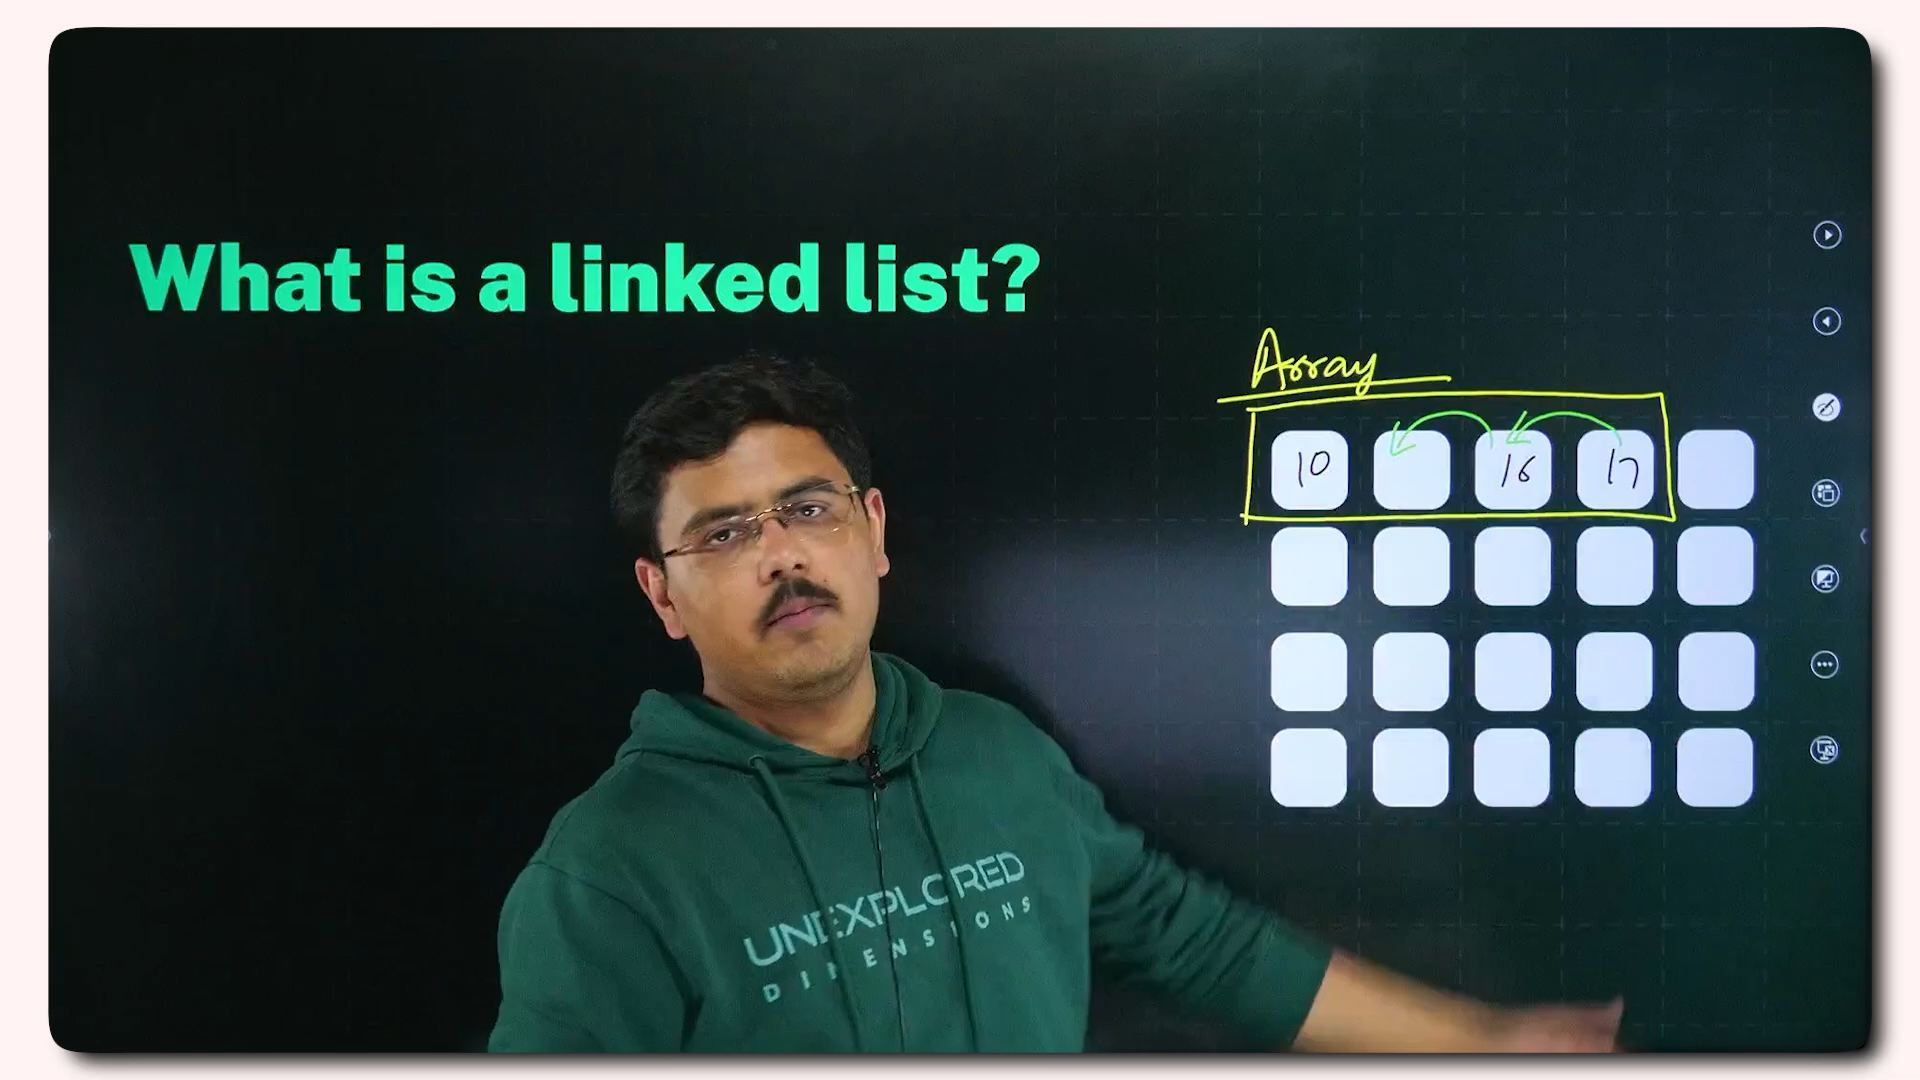 What is a linked list?
Array
10 16 17
UNEXPLORED
DIMENSIONS